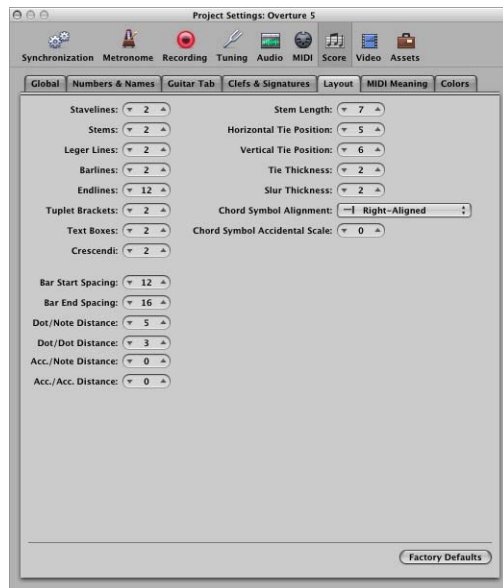 Project Settings: Overture 5
Synchronization Metronome Recording Tuning Audio MIDI Score Video Assets
Global Numbers & Names Guitar Tab Clefs & Signatures Layout MIDI Meaning Colors
Stavelines: 2
Stems: 2
Leger Lines: 2
Barlines: 2
Endlines: 12
Tuplet Brackets: 2
Text Boxes: 2
Crescendi: 2
Bar Start Spacing: 12
Bar End Spacing: 16
Dot/Note Distance: 5
Dot/Dot Distance: 3
Acc./Note Distance: 0
Acc./Acc. Distance: 0
Stem Length: 7
Horizontal Tie Position: 5
Vertical Tie Position: 6
Tie Thickness: 2
Slur Thickness: 2
Chord Symbol Alignment: Right-Aligned
Chord Symbol Accidental Scale: 0
Factory Defaults